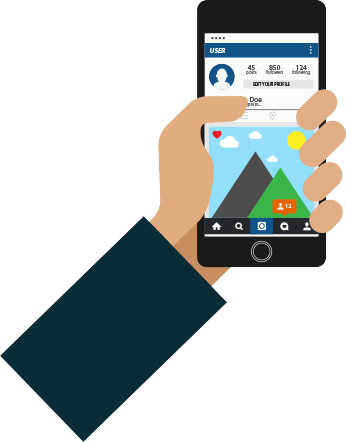 USER
45 850 124
posts followers following
EDIT YOUR PROFILE
Doe
12